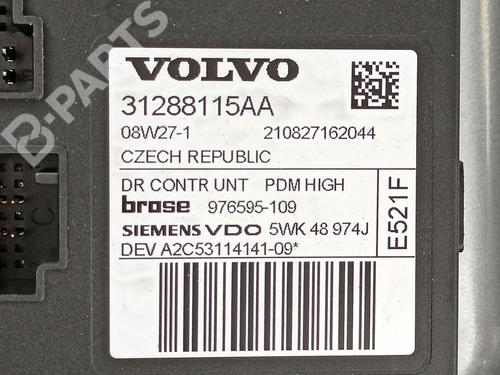 B-PARTS
VOLVO
31288115AA
08W27-1 210827162044
CZECH REPUBLIC
DR CONTR UNT PDM HIGH
brose 976595-109
SIEMENS VDO 5WK 48 974J
DEV A2C53114141-09*
E521F